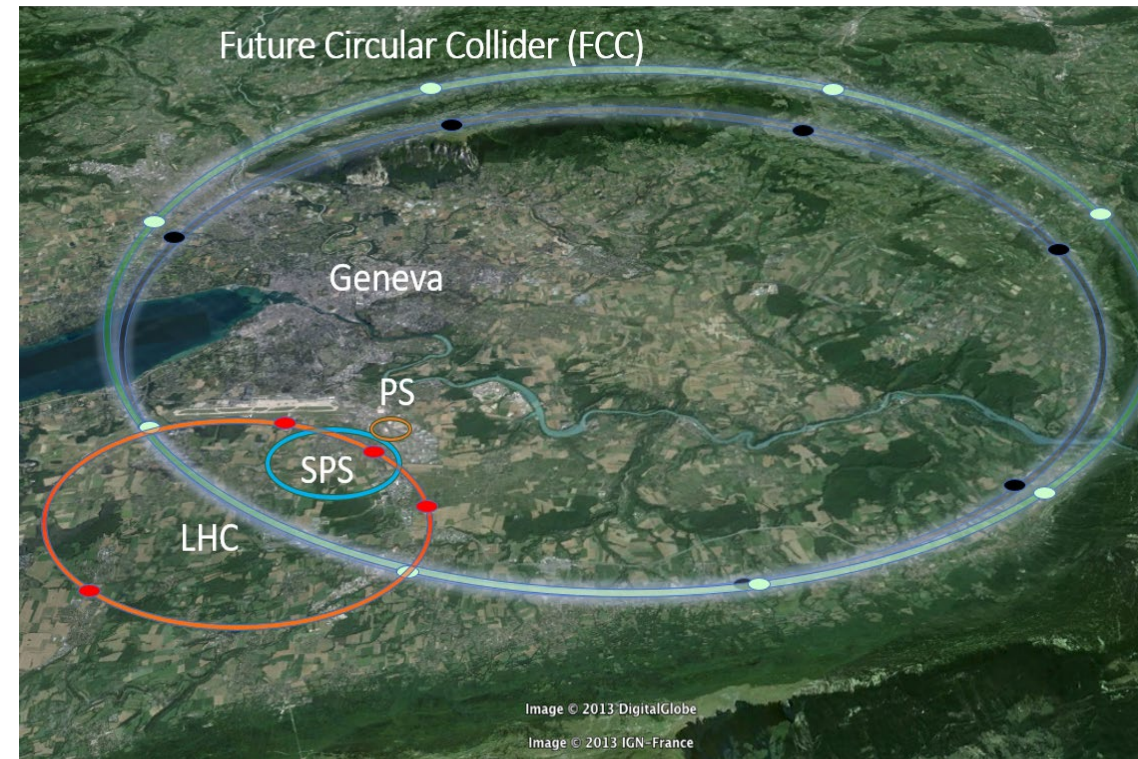 Future Circular Collider (FCC)
Geneva
PS
SPS
LHC
Image © 2013 DigitalGlobe
Image © 2013 IGN-France